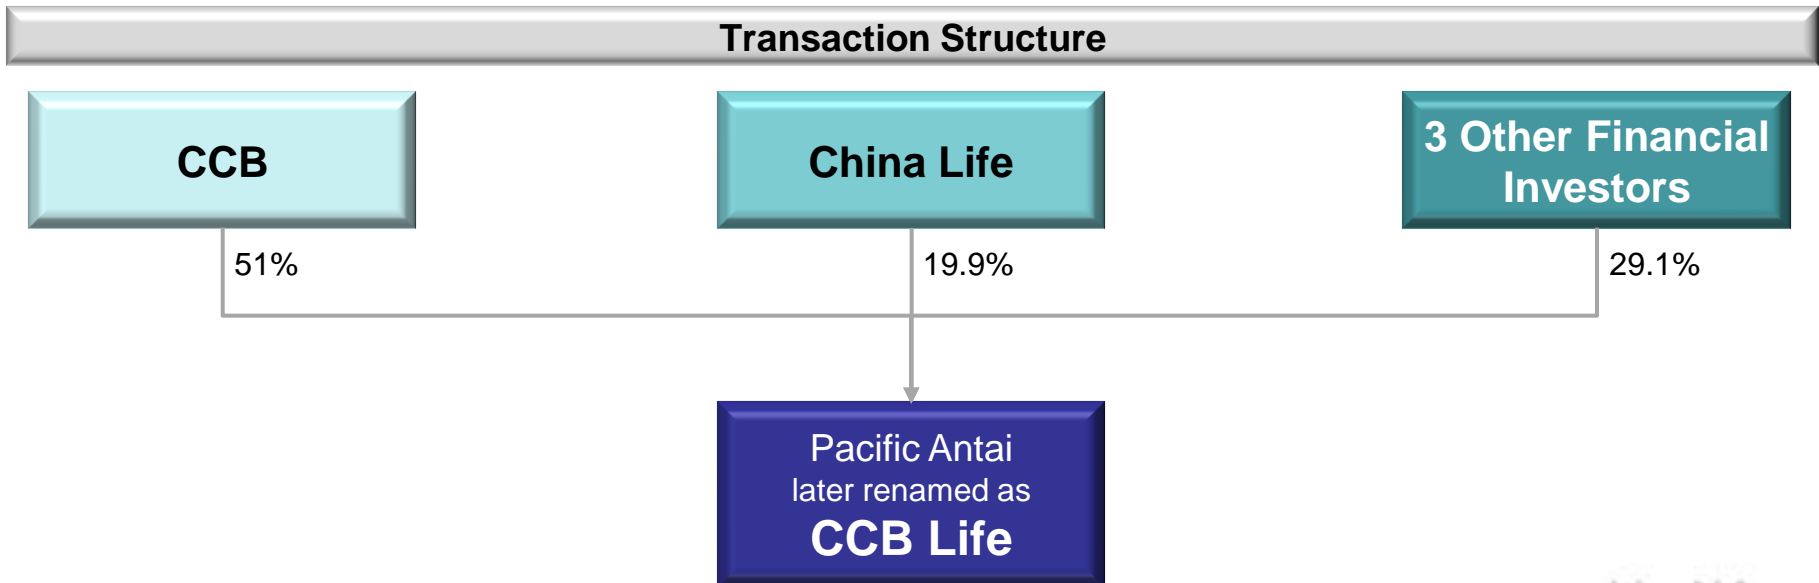 Transaction Structure
CCB
China Life
3 Other Financial
Investors
51%
19.9%
29.1%
Pacific Antai
later renamed as
CCB Life